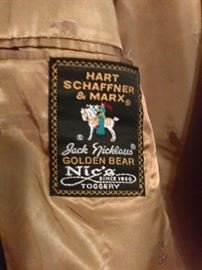 HART
SCHAFFNER
& MARX®
Jack Nicklaus®
GOLDEN BEAR
Nic's
SINCE 1950
TOGGERY